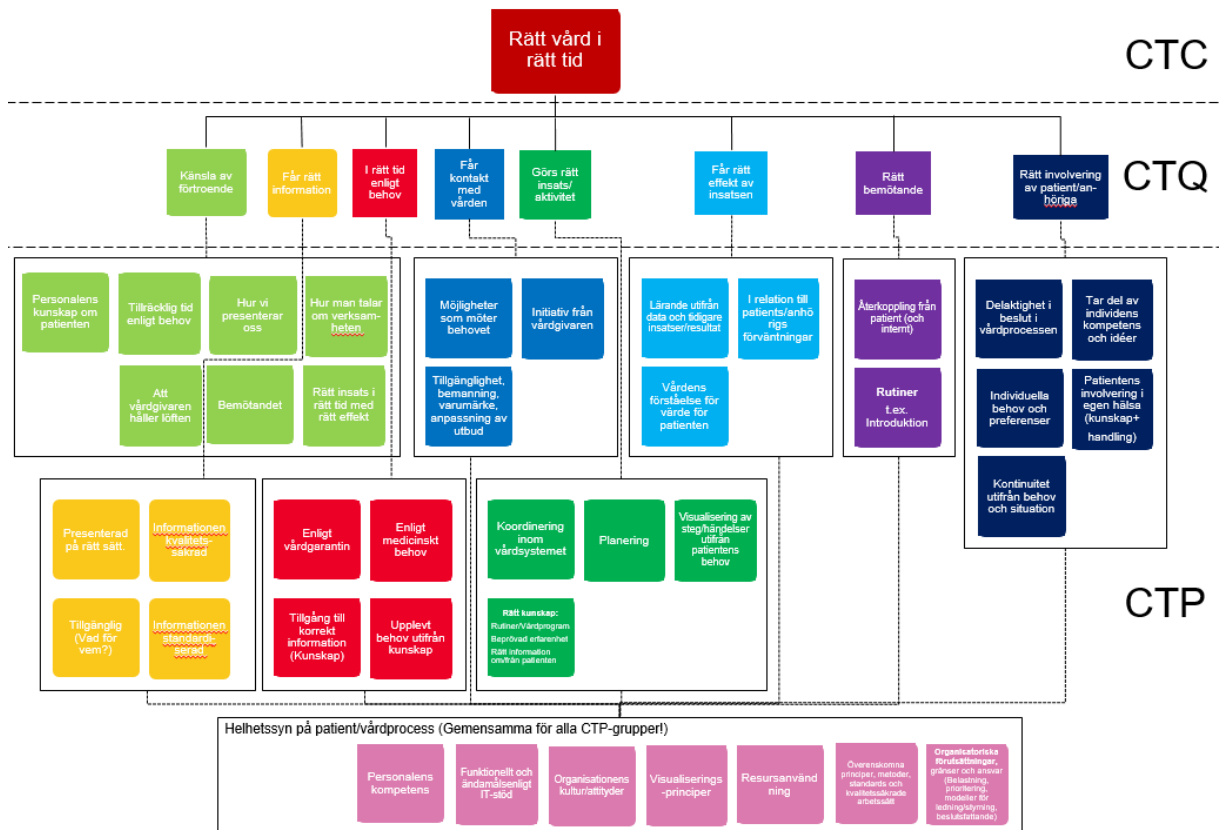 Rätt vård i
rätt tid
CTC
Känsla av
förtroende
Får rätt
information
I rätt tid
enligt
behov
Får
kontakt
med
vården
Görs rätt
insats/
aktivitet
Får rätt
effekt av
insatsen
Rätt
bemötande
Rätt involvering
av patient/an-
höriga
CTQ
Personalens
kunskap om
patienten
Tillräcklig tid
enligt behov
Hur vi
presenterar
oss
Hur man talar
om verksam-
heten
Att
vårdgivaren
håller löften
Bemötandet
Rätt insats i
rätt tid med
rätt effekt
Möjligheter
som möter
behovet
Initiativ från
vårdgivaren
Tillgänglighet,
bemanning,
varumärke,
anpassning av
utbud
Lärande utifrån
data och tidigare
insatser/resultat
I relation till
patients/anhö
rigs
förväntningar
Vårdens
förståelse för
värde för
patienten
Återkoppling från
patient (och
internt)
Rutiner
t.ex.
Introduktion
Delaktighet i
beslut i
vårdprocessen
Tar del av
individens
kompetens
och idéer
Individuella
behov och
preferenser
Patientens
involvering i
egen hälsa
(kunskap+
handling)
Kontinuitet
utifrån behov
och situation
Presenterad
på rätt sätt.
Informationen
kvalitets-
säkrad
Tillgänglig
(Vad för
vem?)
Informationen
standardi-
serad
Enligt
vårdgarantin
Enligt
medicinskt
behov
Tillgång till
korrekt
information
(Kunskap)
Upplevt
behov utifrån
kunskap
Koordinering
inom
vårdsystemet
Planering
Visualisering av
steg/händelser
utifrån
patientens
behov
Rätt kunskap:
Rutiner/Vårdprogram
Beprövad erfarenhet
Rätt information
om/från patienten
CTP
Helhetssyn på patient/vårdprocess (Gemensamma för alla CTP-grupper!)
Personalens
kompetens
Funktionellt och
ändamålsenligt
IT-stöd
Organisationens
kultur/attityder
Visualiserings
-principer
Resursanvänd
ning
Överenskomna
principer, metoder,
standards och
kvalitetssäkrade
arbetssätt
Organisatoriska
förutsättningar,
gränser och ansvar
(Belastning,
prioritering,
modeller för
ledning/styrning,
beslutsfattande)